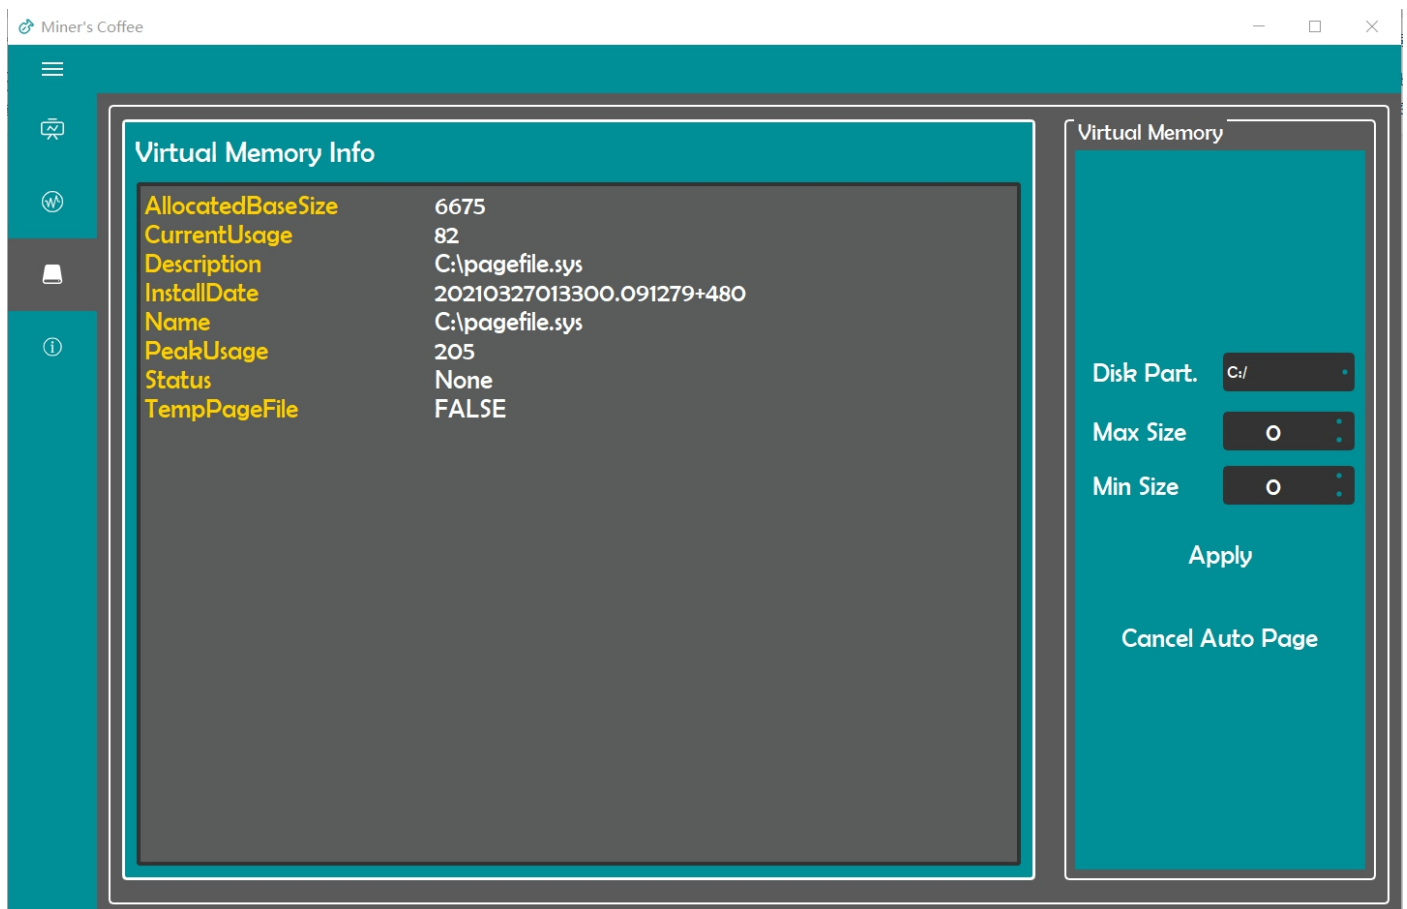 Miner's Coffee
Virtual Memory Info
AllocatedBaseSize 6675
CurrentUsage 82
Description C:\pagefile.sys
InstallDate 20210327013300.091279+480
Name C:\pagefile.sys
PeakUsage 205
Status None
TempPageFile FALSE
Virtual Memory
Disk Part. C:/
Max Size 0
Min Size 0
Apply
Cancel Auto Page